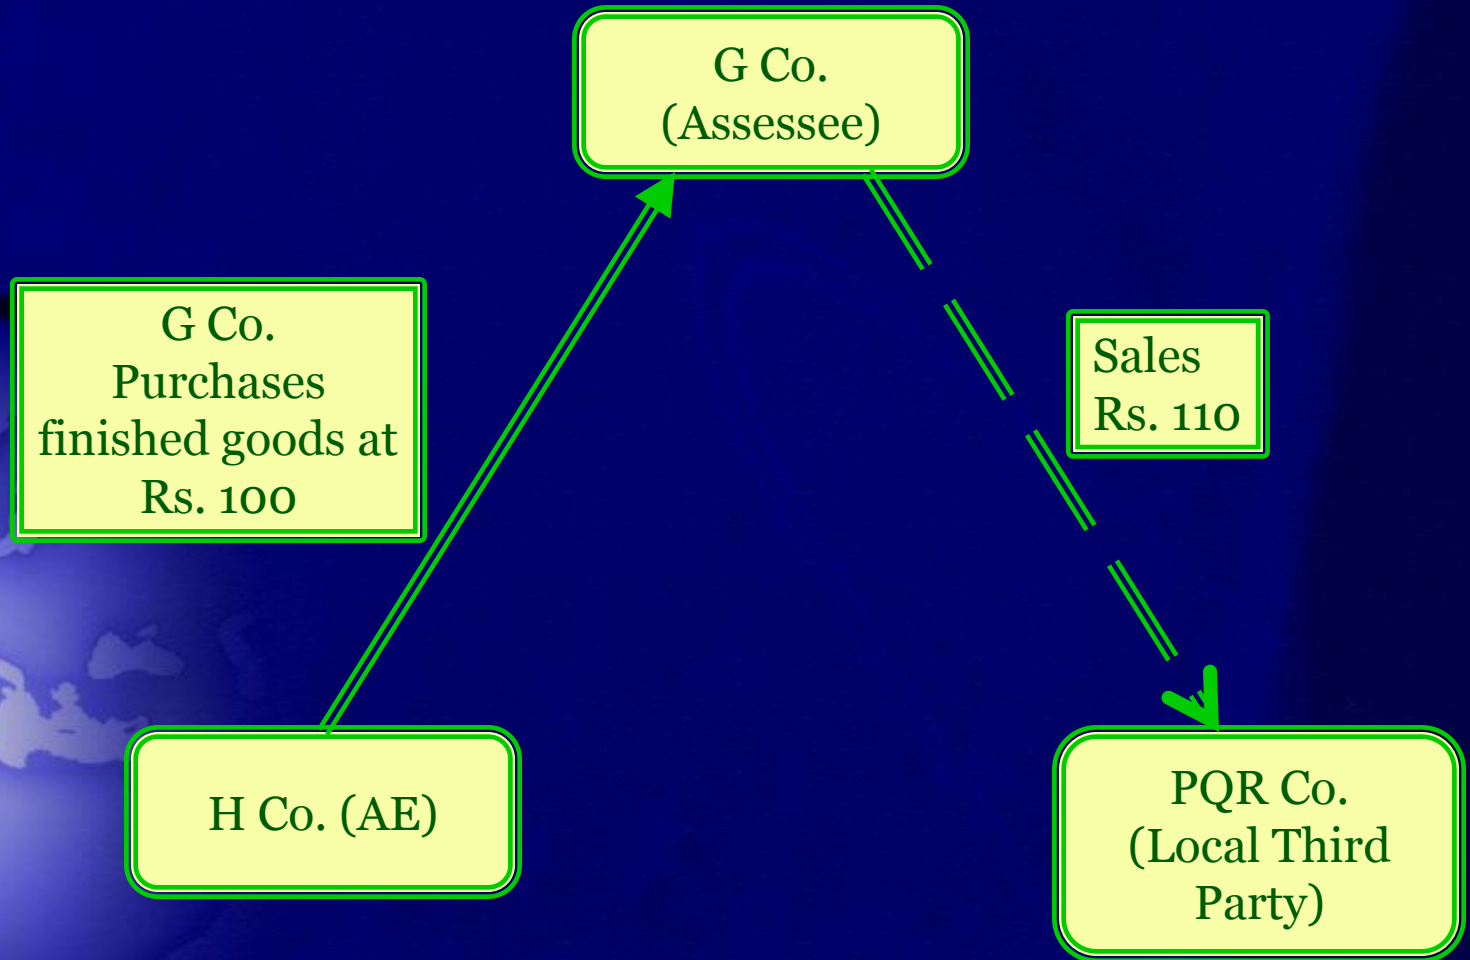 G Co.
(Assessee)
G Co.
Purchases
finished goods at
Rs. 100
Sales
Rs. 110
H Co. (AE)
PQR Co.
(Local Third
Party)